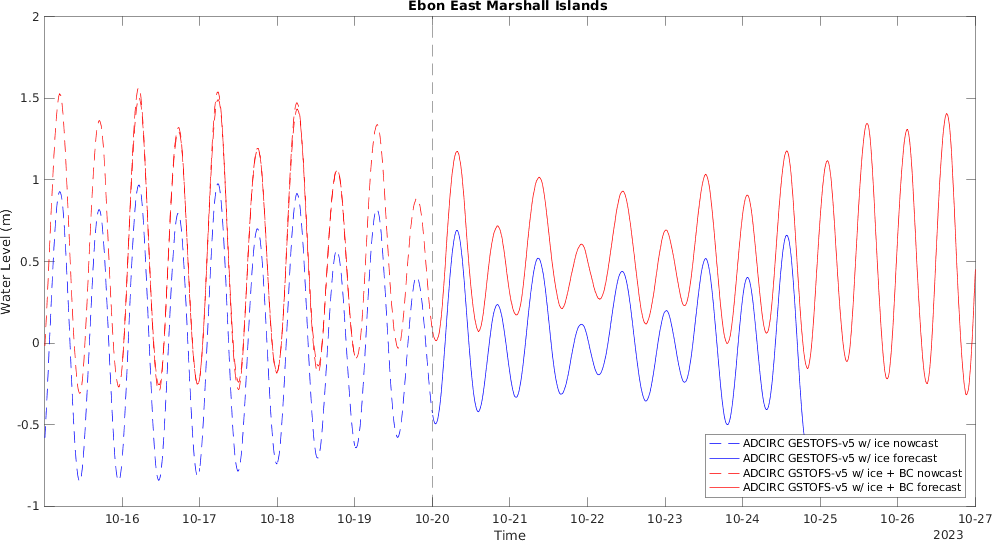 Ebon East Marshall Islands
2
1.5
1
0.5
0
-0.5
-1
Water Level (m)
ADCIRC GESTOFS-v5 w/ ice nowcast
ADCIRC GESTOFS-v5 w/ ice forecast
ADCIRC GSTOFS-v5 w/ ice + BC nowcast
ADCIRC GSTOFS-v5 w/ ice + BC forecast
10-16 10-17 10-18 10-19 10-20 10-21 10-22 10-23 10-24 10-25 10-26 10-27
Time
2023